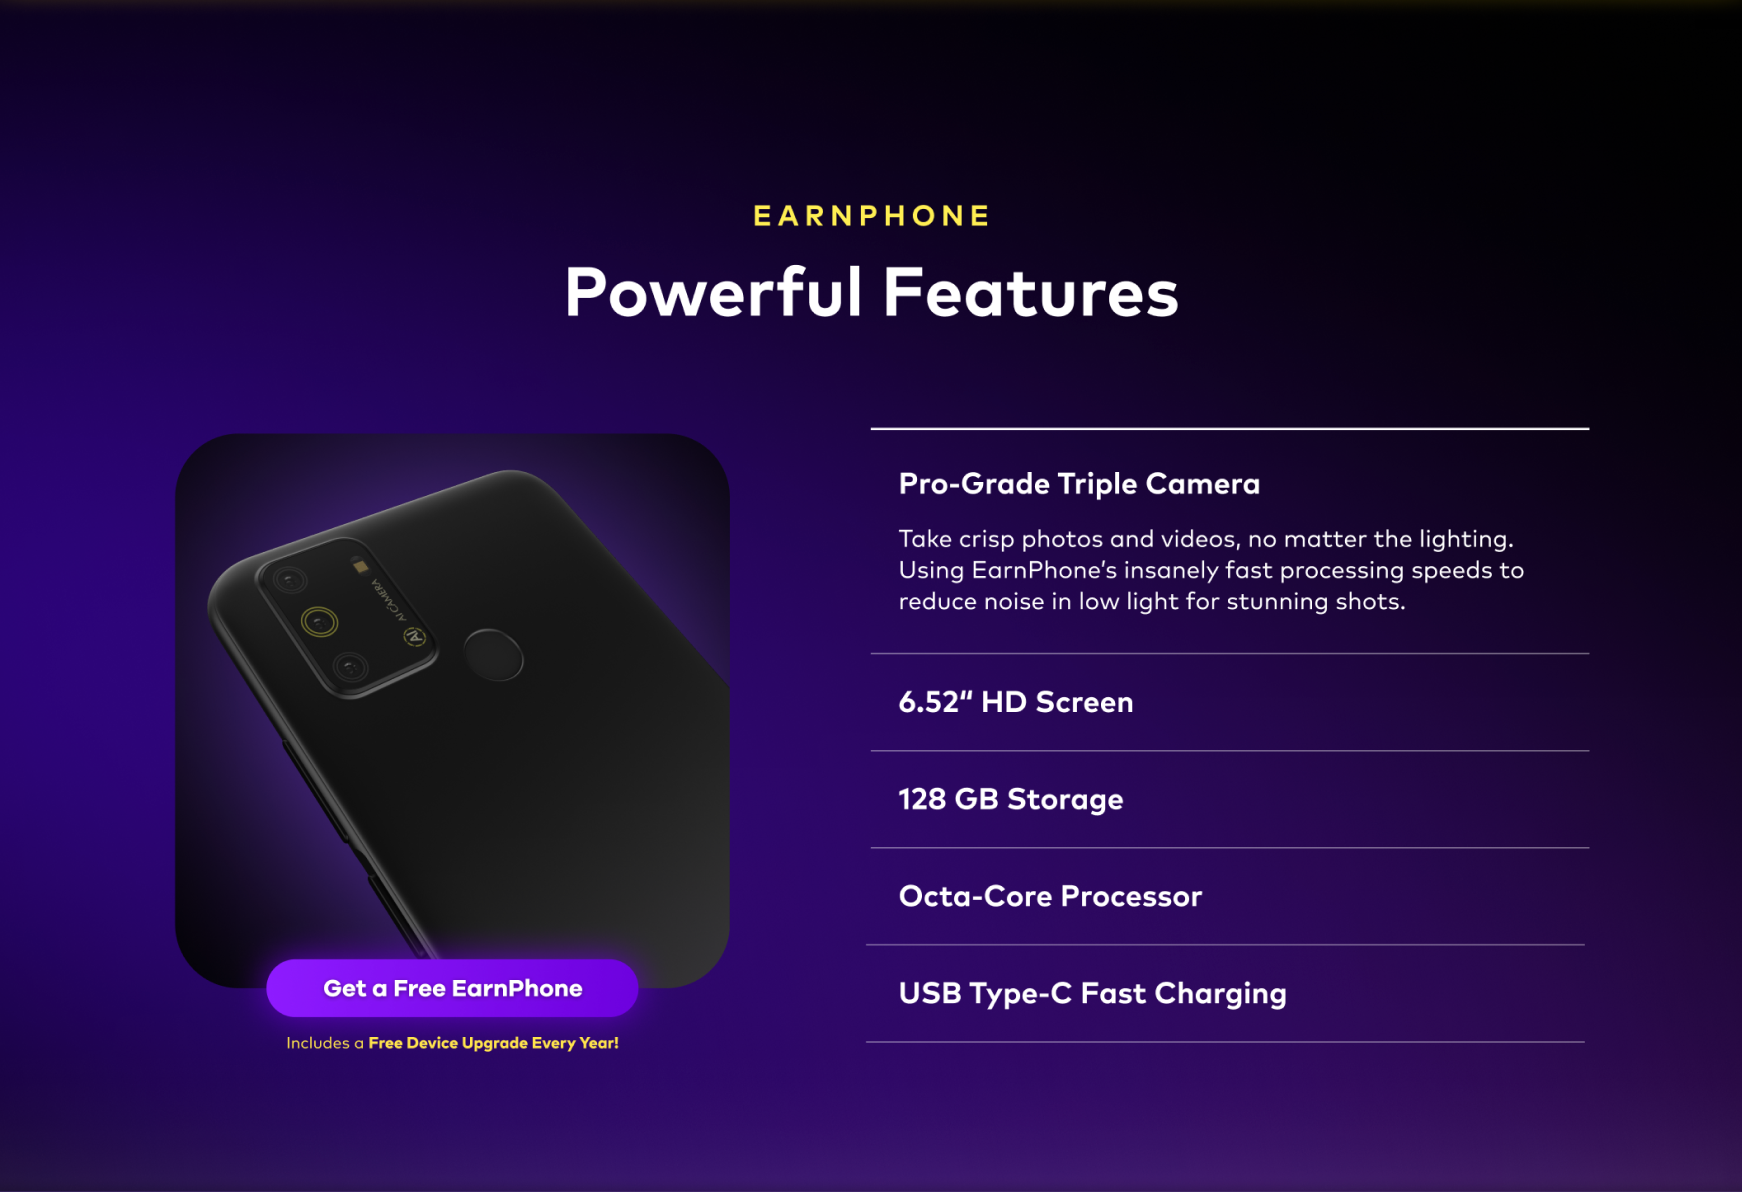 EARNPHONE
Powerful Features
AI CAMERA
AI
Get a Free EarnPhone
Includes a Free Device Upgrade Every Year!
Pro-Grade Triple Camera
Take crisp photos and videos, no matter the lighting.
Using EarnPhone’s insanely fast processing speeds to
reduce noise in low light for stunning shots.
6.52“ HD Screen
128 GB Storage
Octa-Core Processor
USB Type-C Fast Charging